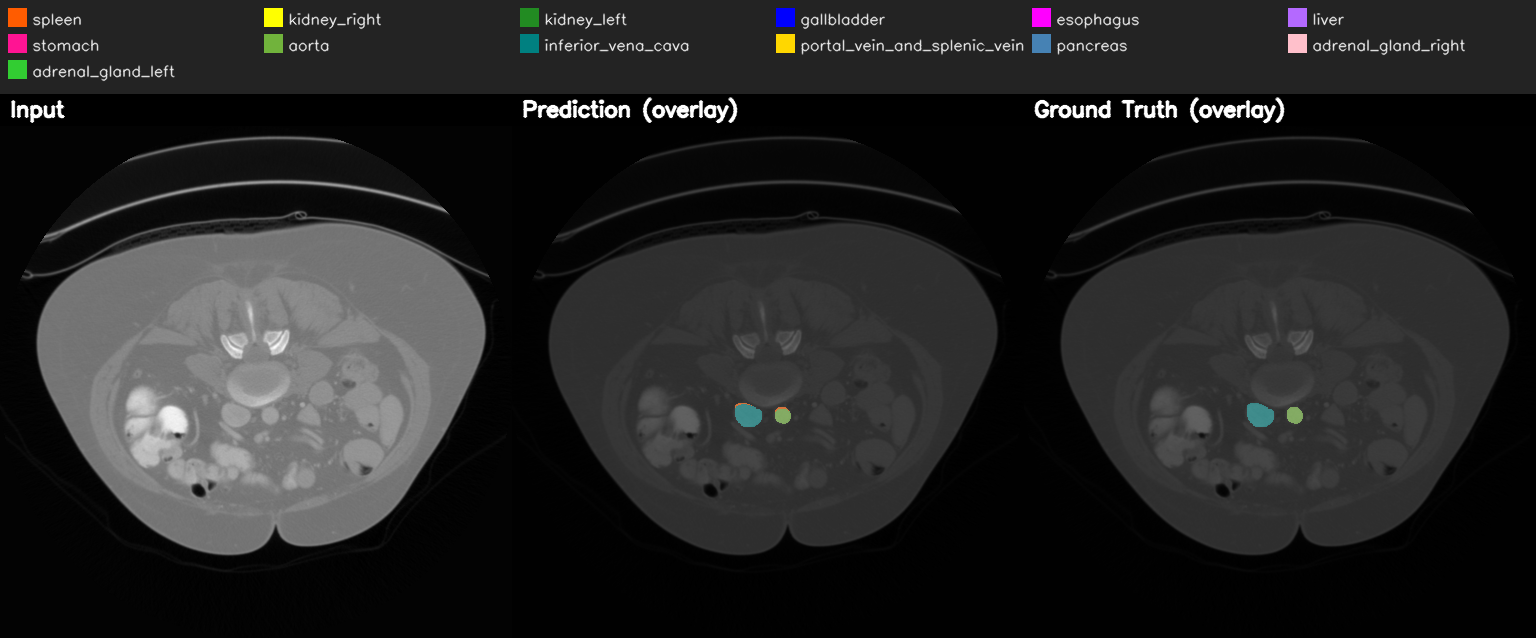 spleen kidney_right kidney_left gallbladder esophagus liver
stomach aorta inferior_vena_cava portal_vein_and_splenic_vein pancreas adrenal_gland_right
adrenal_gland_left
Input Prediction (overlay) Ground Truth (overlay)